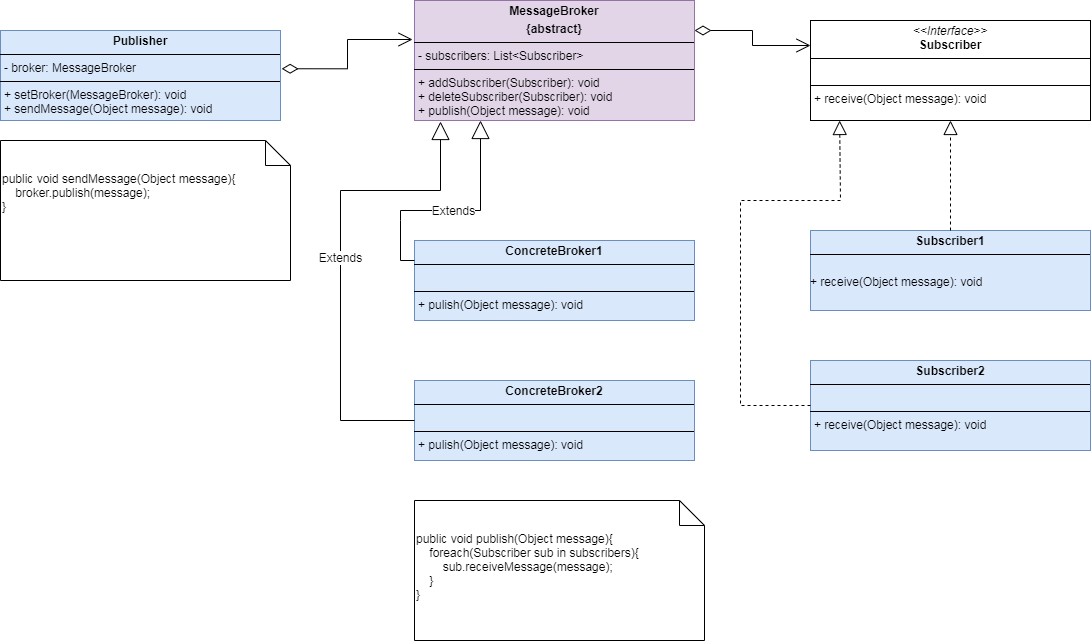 Publisher
- broker: MessageBroker
+ setBroker(MessageBroker): void
+ sendMessage(Object message): void
public void sendMessage(Object message){
broker.publish(message);
}
MessageBroker
{abstract}
- subscribers: List<Subscriber>
+ addSubscriber(Subscriber): void
+ deleteSubscriber(Subscriber): void
+ publish(Object message): void
<<Interface>>
Subscriber
+ receive(Object message): void
Extends
Extends
ConcreteBroker1
+ pulish(Object message): void
Subscriber1
+ receive(Object message): void
ConcreteBroker2
+ pulish(Object message): void
Subscriber2
+ receive(Object message): void
public void publish(Object message){
foreach(Subscriber sub in subscribers){
sub.receiveMessage(message);
}
}